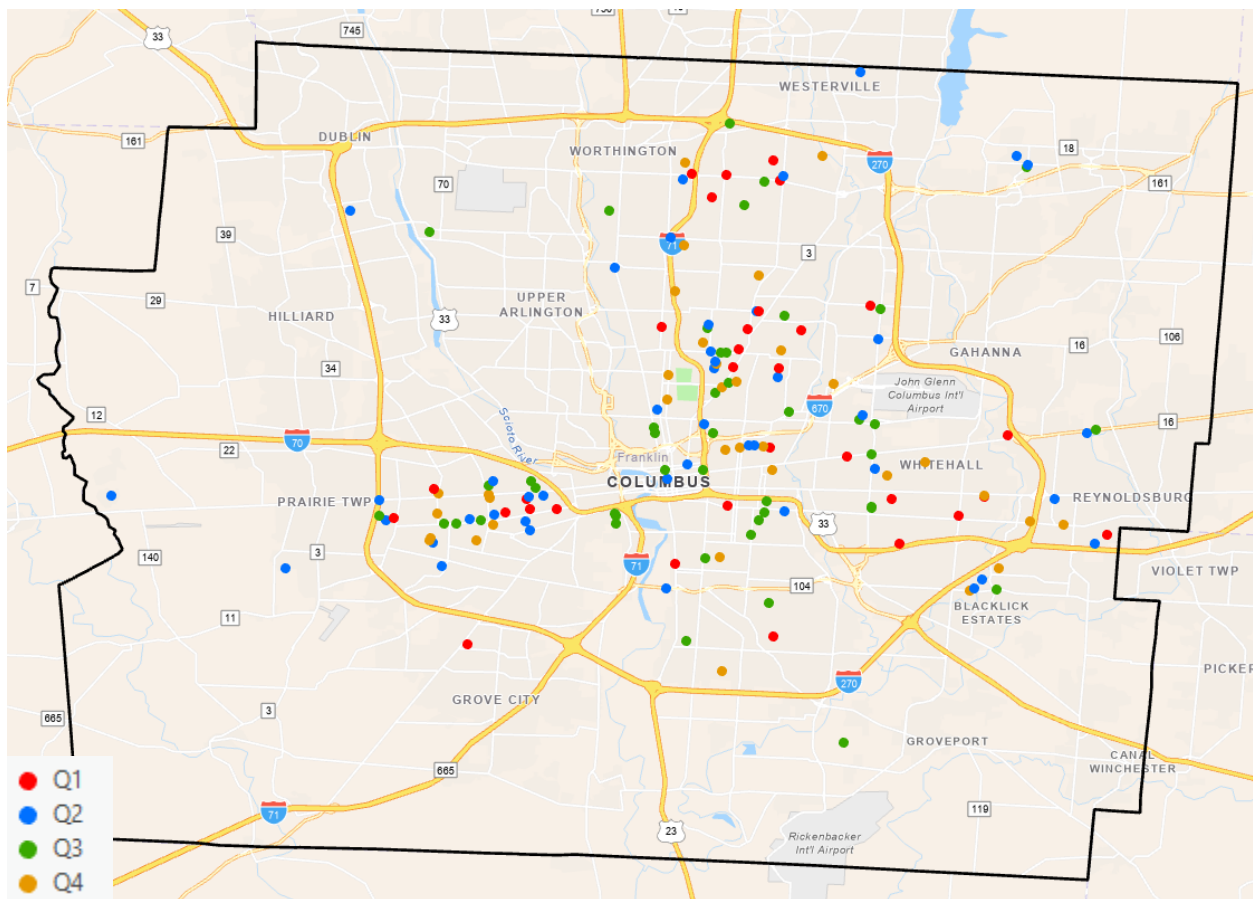 33
745
750
WESTERVILLE
161
DUBLIN
WORTHINGTON
18
270
70
161
39
71
3
7
29
UPPER
ARLINGTON
HILLIARD
33
106
16
GAHANNA
34
John Glenn
Columbus Int'l
Airport
12
Scioto River
670
70
16
22
Franklin
WHITEHALL
COLUMBUS
PRAIRIE TWP
REYNOLDSBURG
33
140
3
71
104
VIOLET TWP
BLACKLICK
ESTATES
11
PICKER
270
GROVE CITY
665
3
GROVEPORT
CANAL
WINCHESTER
665
71
119
23
Rickenbacker
Int'l Airport
Q1
Q2
Q3
Q4